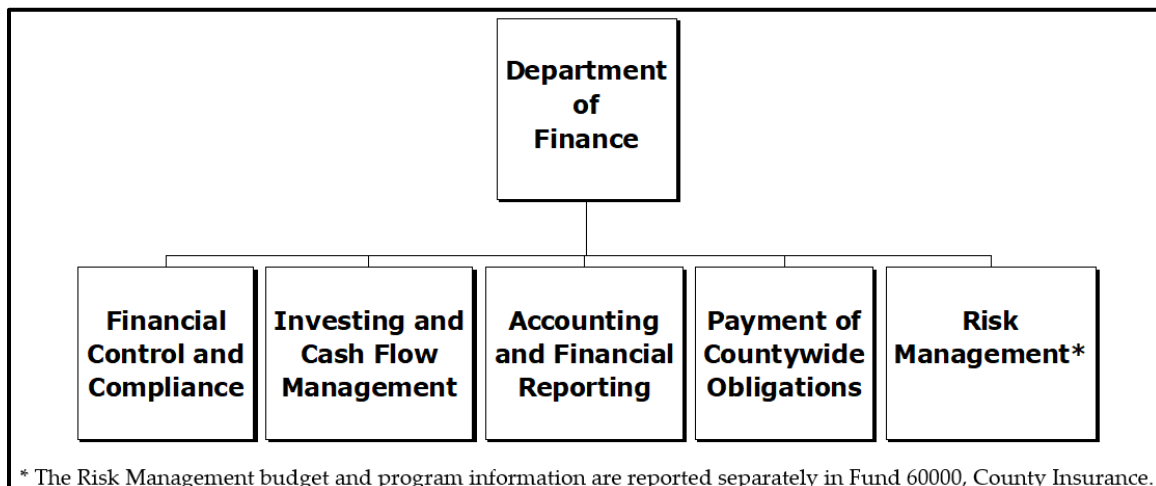 Department
of
Finance
Financial
Control and
Compliance
Investing and
Cash Flow
Management
Accounting
and Financial
Reporting
Payment of
Countywide
Obligations
Risk
Management*
* The Risk Management budget and program information are reported separately in Fund 60000, County Insurance.